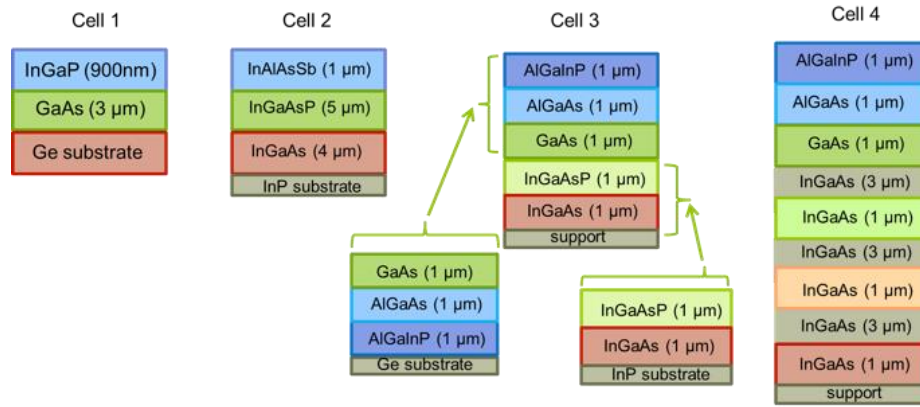 Cell 1
InGaP (900nm)
GaAs (3 µm)
Ge substrate
Cell 2
InAlAsSb (1 µm)
InGaAsP (5 µm)
InGaAs (4 µm)
InP substrate
Cell 3
AlGaInP (1 µm)
AlGaAs (1 µm)
GaAs (1 µm)
InGaAsP (1 µm)
InGaAs (1 µm)
support
GaAs (1 µm)
AlGaAs (1 µm)
AlGaInP (1 µm)
Ge substrate
InGaAsP (1 µm)
InGaAs (1 µm)
InP substrate
Cell 4
AlGaInP (1 µm)
AlGaAs (1 µm)
GaAs (1 µm)
InGaAs (3 µm)
InGaAs (1 µm)
InGaAs (3 µm)
InGaAs (1 µm)
InGaAs (3 µm)
InGaAs (1 µm)
support